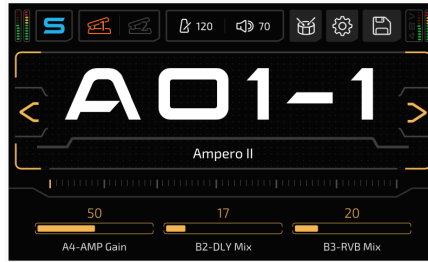 S 120 70
A01-1
Ampero II
50 17 20
A4-AMP Gain B2-DLY Mix B3-RVB Mix